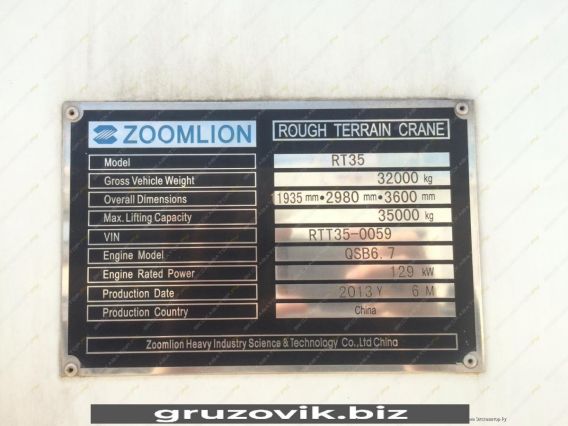 ZOOMLION ROUGH TERRAIN CRANE
Model RT35
Gross Vehicle Weight 32000 kg
Overall Dimensions 1935 mm•2980 mm•3600 mm
Max. Lifting Capacity 35000 kg
VIN RTT35-0059
Engine Model QSB6.7
Engine Rated Power 129 kW
Production Date 2013 Y 6 M
Production Country China
Zoomlion Heavy Industry Science & Technology Co.,Ltd China
gruzovik.biz